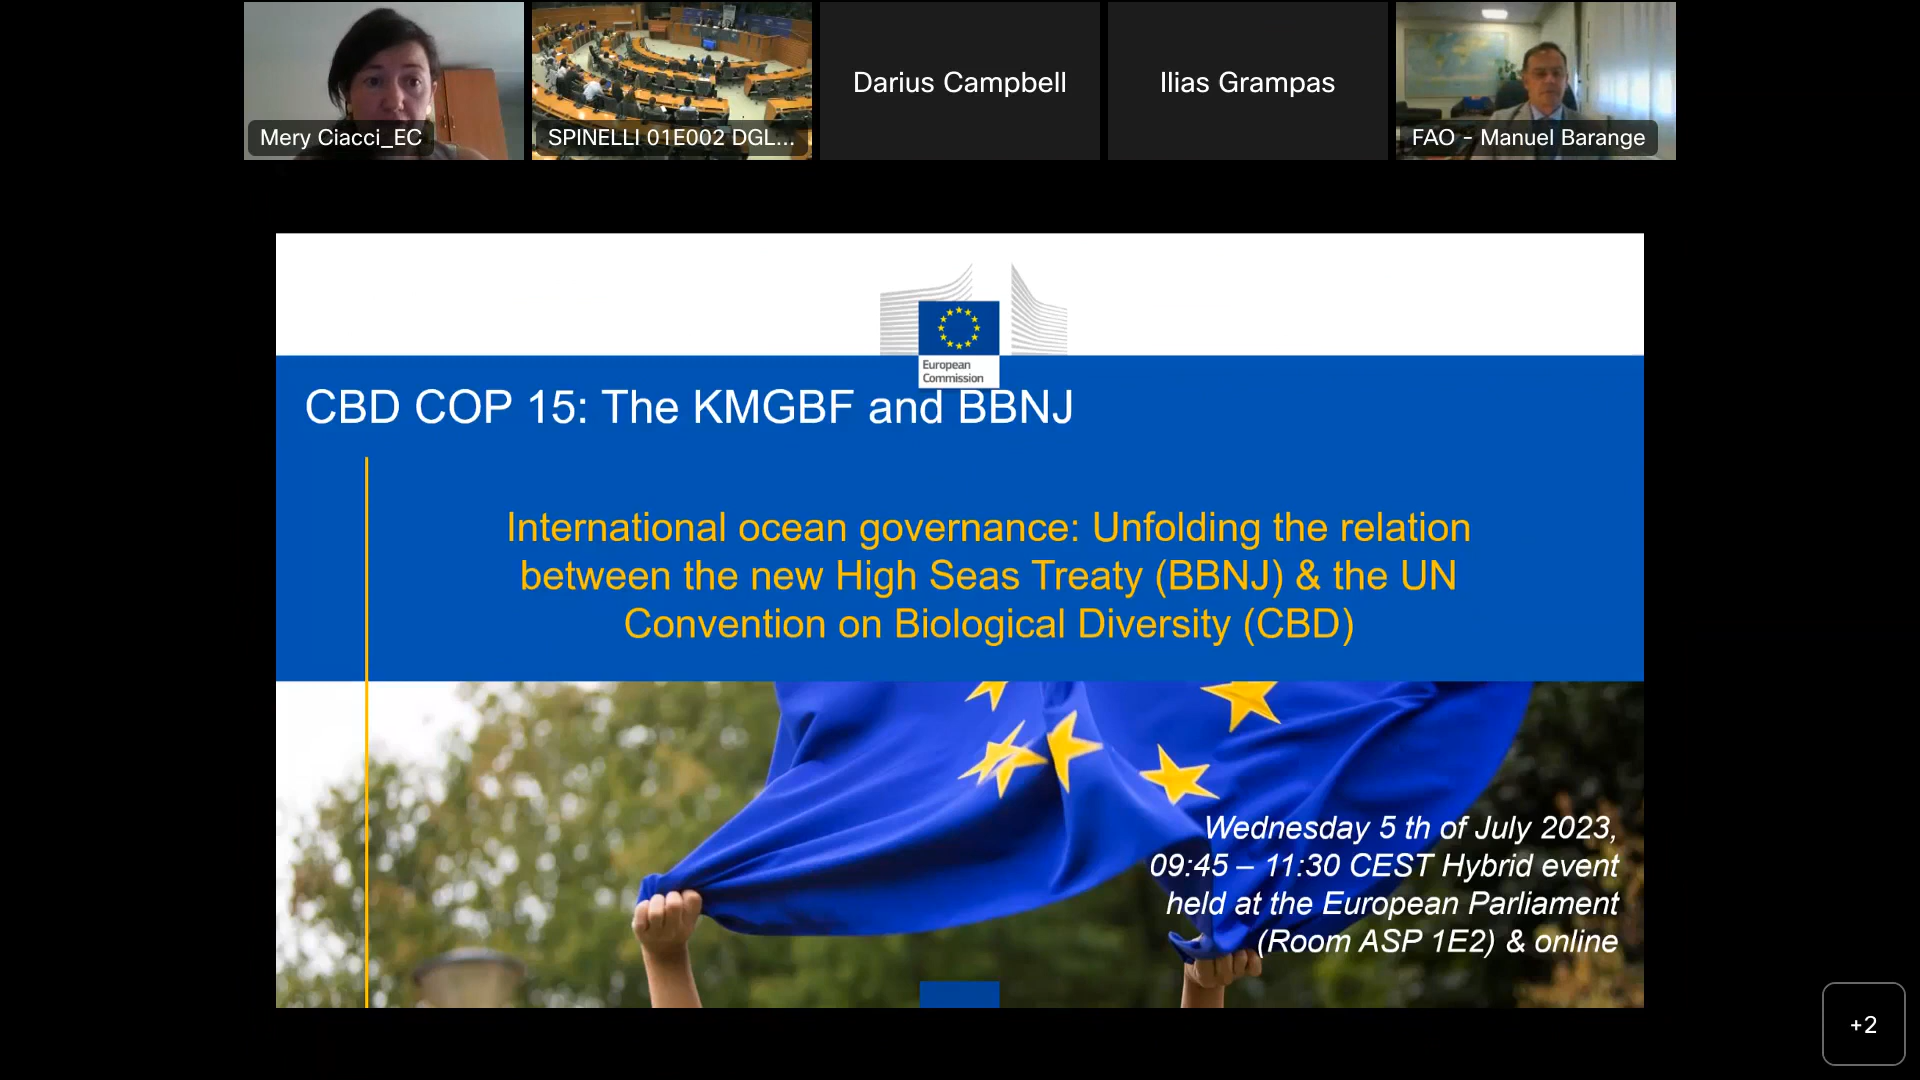 Mery Ciacci_EC
SPINELLI 01E002 DGL...
Darius Campbell
Ilias Grampas
FAO - Manuel Barange
European
Commission
CBD COP 15: The KMGBF and BBNJ
International ocean governance: Unfolding the relation
between the new High Seas Treaty (BBNJ) & the UN
Convention on Biological Diversity (CBD)
Wednesday 5 th of July 2023,
09:45 – 11:30 CEST Hybrid event
held at the European Parliament
(Room ASP 1E2) & online
+2